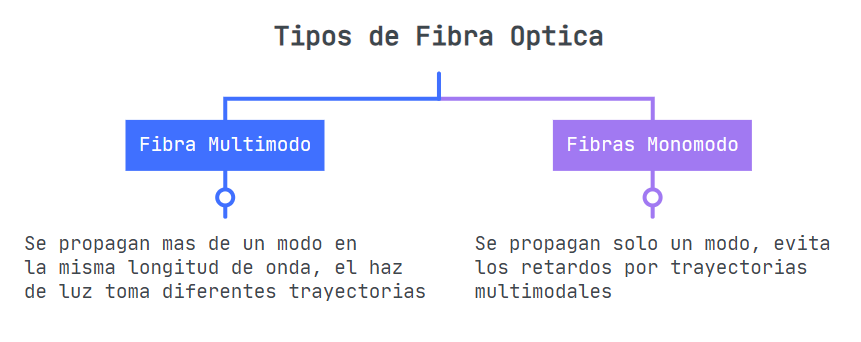 Tipos de Fibra Optica
Fibra Multimodo
Fibras Monomodo
Se propagan mas de un modo en
la misma longitud de onda, el haz
de luz toma diferentes trayectorias
Se propagan solo un modo, evita
los retardos por trayectorias
multimodales